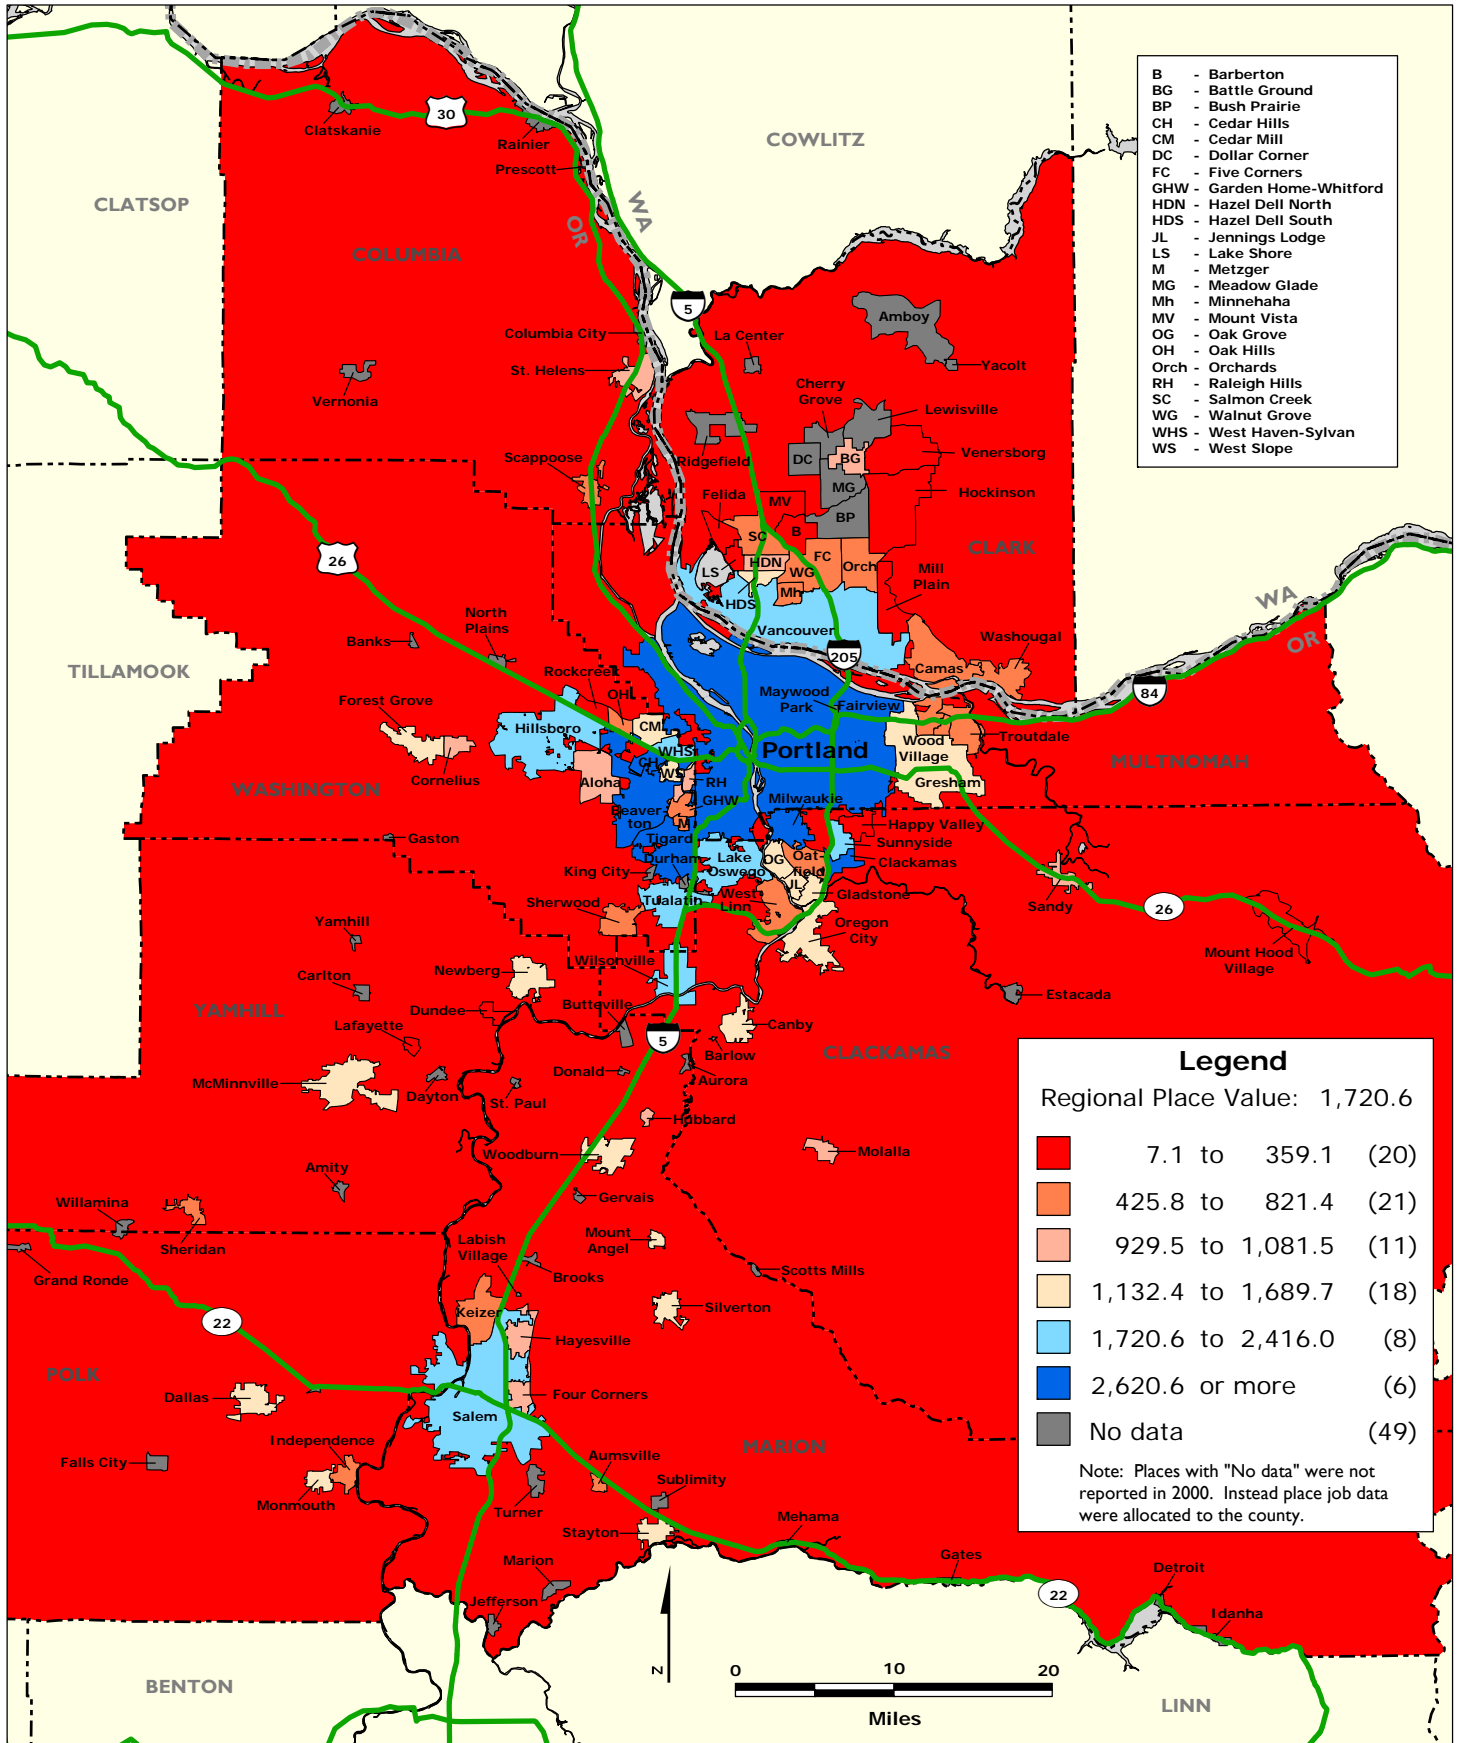 B - Barberton
BG - Battle Ground
BP - Bush Prairie
CH - Cedar Hills
CM - Cedar Mill
DC - Dollar Corner
FC - Five Corners
GHW - Garden Home-Whitford
HDN - Hazel Dell North
HDS - Hazel Dell South
JL - Jennings Lodge
LS - Lake Shore
M - Metzger
MG - Meadow Glade
Mh - Minnehaha
MV - Mount Vista
OG - Oak Grove
OH - Oak Hills
Orch - Orchards
RH - Raleigh Hills
SC - Salmon Creek
WG - Walnut Grove
WHS - West Haven-Sylvan
WS - West Slope
30
Clatskanie
Rainier
Prescott
COWLITZ
CLATSOP
WA
OR
COLUMBIA
5
Amboy
Columbia City
La Center
Yacolt
St. Helens
Vernonia
Cherry
Grove
Lewisville
Ridgefield
Venersborg
DC
BG
Scappoose
MG
Hockinson
Felida
MV
BP
B
SC
CLARK
26
FC
HDN
Orch
LS
WG
Mill
Plain
Mh
HDS
WA
North
Plains
Vancouver
Washougal
OR
Banks
205
TILLAMOOK
Rockcreek
Camas
OH
84
Forest Grove
Maywood
Park
Fairview
Hillsboro
CM
Troutdale
WHS
Portland
Wood
Village
MULTNOMAH
CH
WS
Cornelius
Aloha
RH
Gresham
WASHINGTON
GHW
Milwaukie
Beaver-
ton
M
Happy Valley
Gaston
Tigard
Sunnyside
Durham
Lake
Oswego
OG
Oat-
field
Clackamas
King City
JL
Sherwood
Tualatin
West
Linn
Gladstone
Sandy
26
Yamhill
Oregon
City
Wilsonville
Mount Hood
Village
Carlton
Newberg
Estacada
YAMHILL
Dundee
Butteville
Lafayette
Canby
5
Barlow
CLACKAMAS
McMinnville
Donald
Aurora
Dayton
St. Paul
Hubbard
Woodburn
Molalla
Amity
Gervais
Willamina
Mount
Angel
Sheridan
Labish
Village
Grand Ronde
Brooks
Scotts Mills
Keizer
Silverton
22
Hayesville
POLK
Dallas
Four Corners
Salem
Independence
MARION
Falls City
Aumsville
Sublimity
Monmouth
Turner
Stayton
Mehama
Marion
Gates
Detroit
Jefferson
22
Idanha
BENTON
LINN
Legend
Regional Place Value: 1,720.6
7.1 to 359.1 (20)
425.8 to 821.4 (21)
929.5 to 1,081.5 (11)
1,132.4 to 1,689.7 (18)
1,720.6 to 2,416.0 (8)
2,620.6 or more (6)
No data (49)
Note: Places with "No data" were not
reported in 2000. Instead place job data
were allocated to the county.
N
0 10 20
Miles